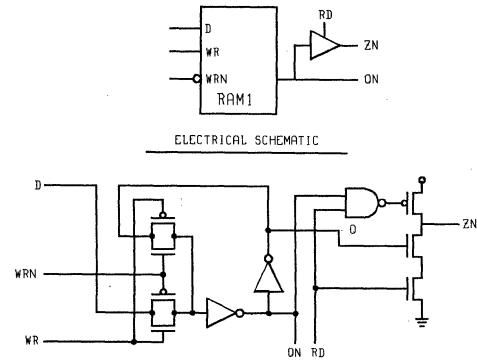 RD
D
ZN
WR
ON
WRN
RAM1
ELECTRICAL SCHEMATIC
D
O
ZN
WRN
WR
ON RD